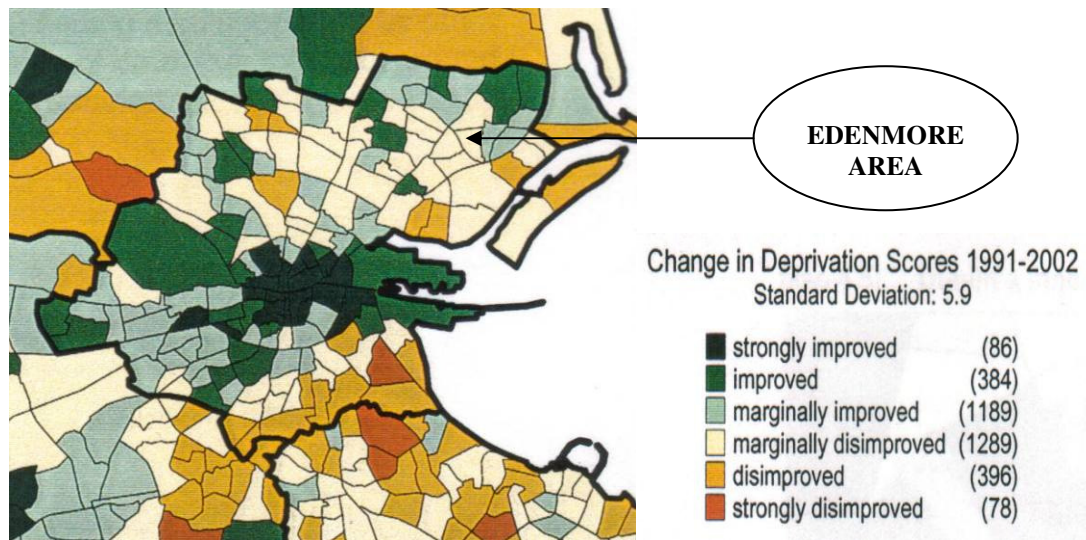 EDENMORE
AREA
Change in Deprivation Scores 1991-2002
Standard Deviation: 5.9
strongly improved (86)
improved (384)
marginally improved (1189)
marginally disimproved (1289)
disimproved (396)
strongly disimproved (78)